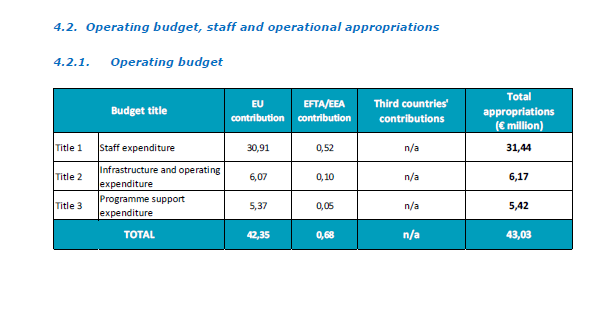 4.2. Operating budget, staff and operational appropriations
4.2.1. Operating budget
Budget title
EU contribution
EFTA/EEA contribution
Third countries' contributions
Total appropriations (€ million)
Title 1 Staff expenditure 30,91 0,52 n/a 31,44
Title 2 Infrastructure and operating expenditure 6,07 0,10 n/a 6,17
Title 3 Programme support expenditure 5,37 0,05 n/a 5,42
TOTAL 42,35 0,68 n/a 43,03